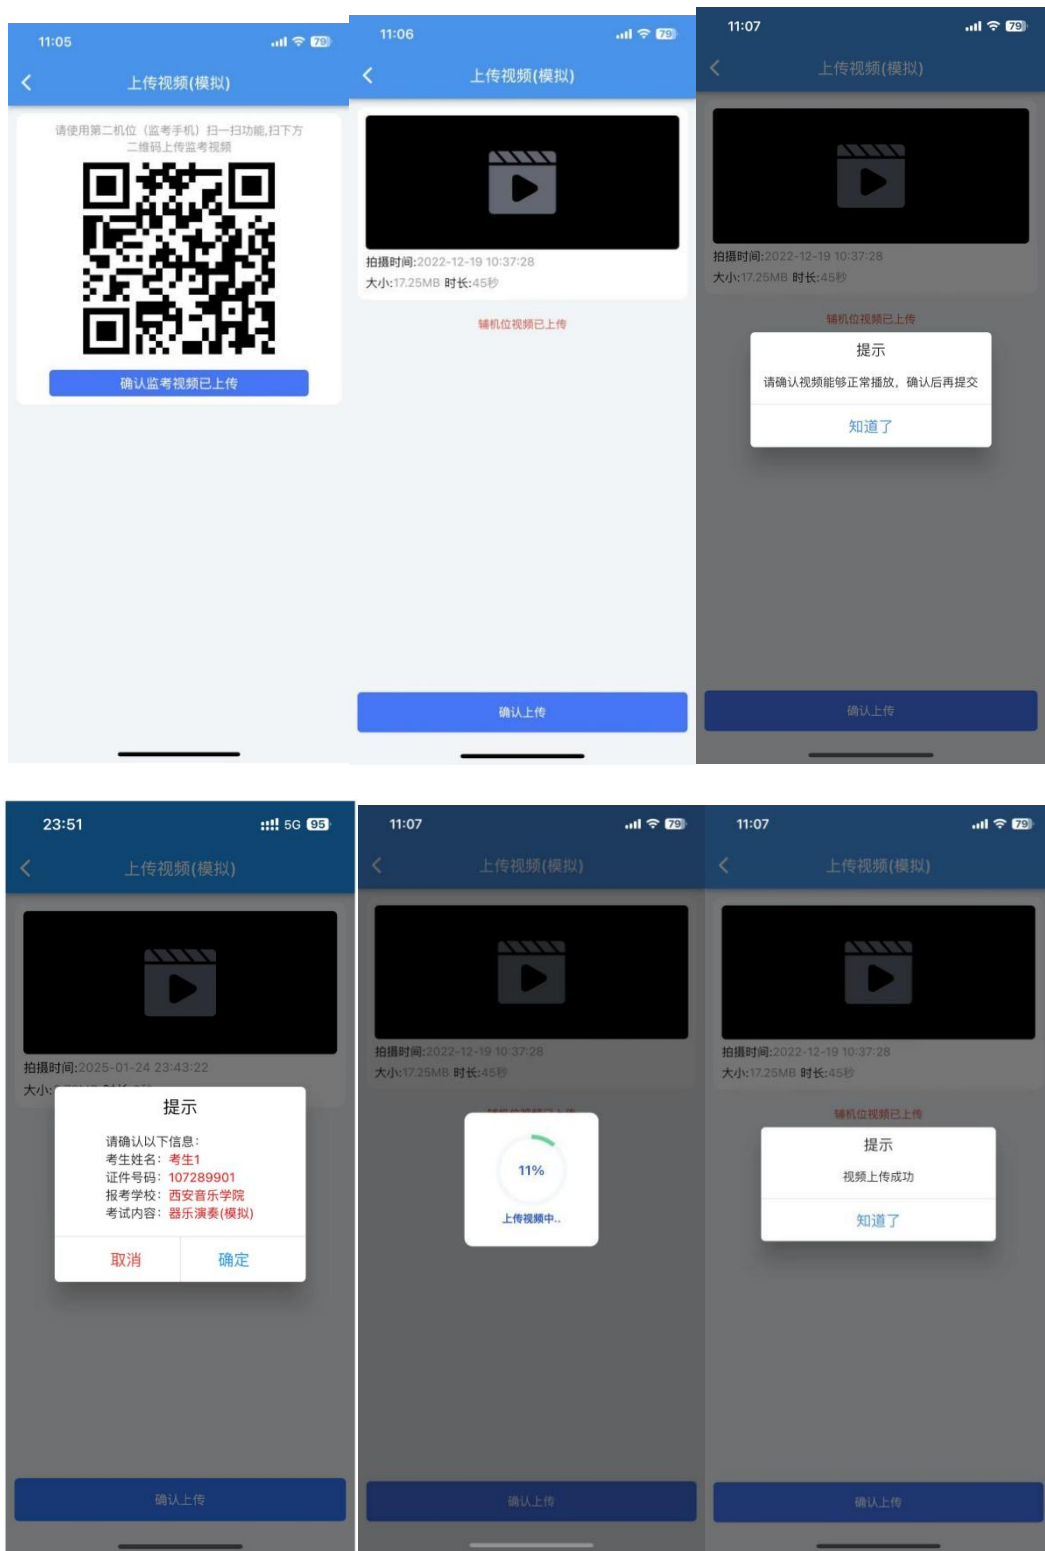 11:05
79
上传视频(模拟)
请使用第二机位（监考手机）扫一扫功能,扫下方
二维码上传监考视频
确认监考视频已上传
11:06
79
上传视频(模拟)
拍摄时间:2022-12-19 10:37:28
大小:17.25MB 时长:45秒
辅机位视频已上传
确认上传
11:07
79
上传视频(模拟)
拍摄时间:2022-12-19 10:37:28
大小:17.25MB 时长:45秒
辅机位视频已上传
提示
请确认视频能够正常播放，确认后再提交
知道了
确认上传
23:51
5G 95
上传视频(模拟)
拍摄时间:2025-01-24 23:43:22
大小:
提示
请确认以下信息：
考生姓名：考生1
证件号码：107289901
报考学校：西安音乐学院
考试内容：器乐演奏(模拟)
取消 确定
确认上传
11:07
79
上传视频(模拟)
拍摄时间:2022-12-19 10:37:28
大小:17.25MB 时长:45秒
11%
上传视频中..
确认上传
11:07
79
上传视频(模拟)
拍摄时间:2022-12-19 10:37:28
大小:17.25MB 时长:45秒
辅机位视频已上传
提示
视频上传成功
知道了
确认上传